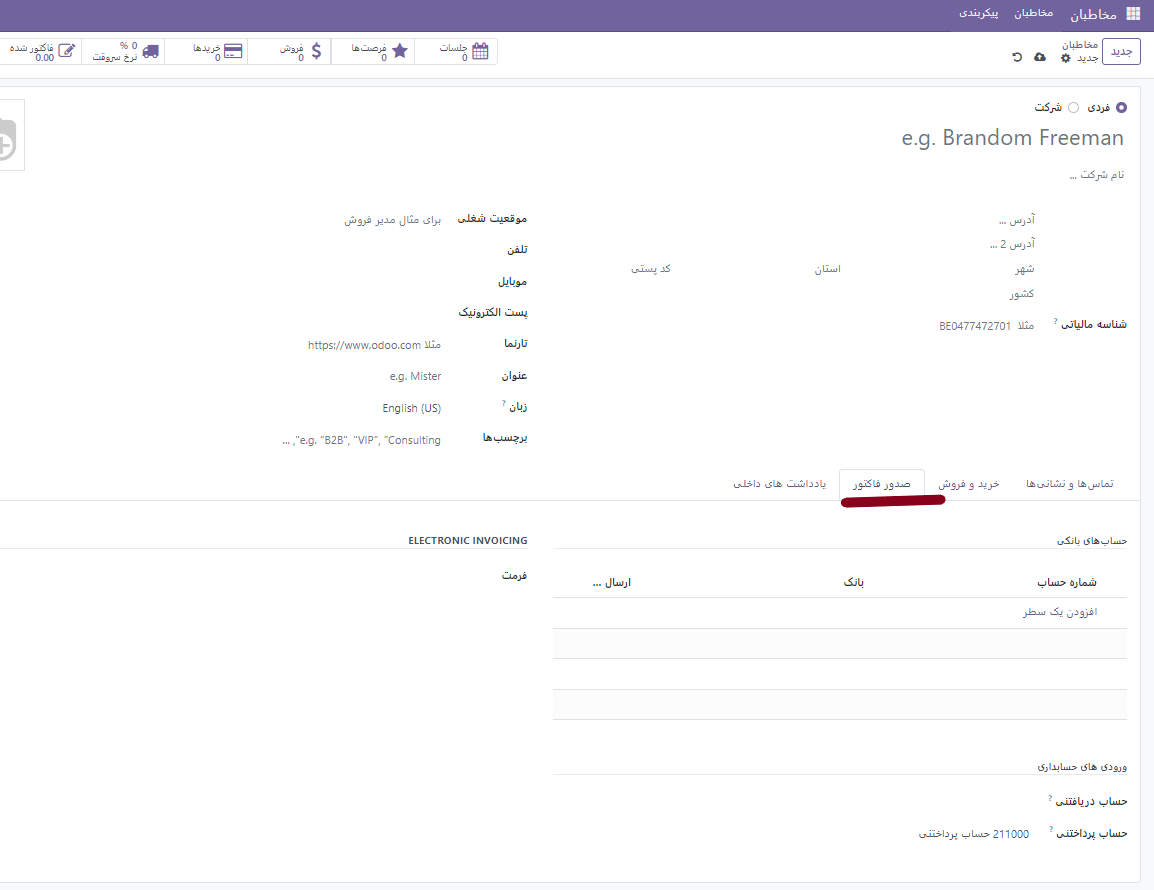 مخاطبان مخاطبان پیکربندی
جدید مخاطبان
جدید
جلسات 0
فرصت‌ها 0
فروش 0
خریدها 0
0 % نرخ سروقت
فاکتور شده 0.00
فردی شرکت
e.g. Brandom Freeman
نام شرکت ...
آدرس ...
آدرس 2 ...
شهر استان کد پستی
کشور
شناسه مالیاتی ? مثلا BE0477472701
موقعیت شغلی برای مثال مدیر فروش
تلفن
موبایل
پست الکترونیک
تارنما مثلا https://www.odoo.com
عنوان e.g. Mister
زبان ? English (US)
برچسب‌ها e.g. "B2B", "VIP", "Consulting", ...
تماس‌ها و نشانی‌ها خرید و فروش صدور فاکتور یادداشت های داخلی
حساب‌های بانکی
شماره حساب بانک ارسال ...
افزودن یک سطر
ELECTRONIC INVOICING
فرمت
ورودی های حسابداری
حساب دریافتنی ?
حساب پرداختنی ? 211000 حساب پرداختنی